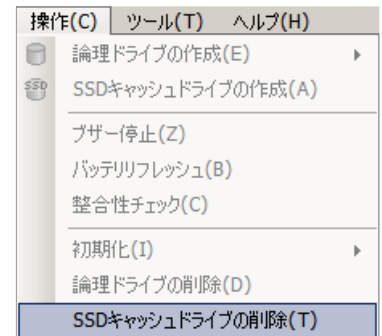 操作(C) ツール(T) ヘルプ(H)
論理ドライブの作成(E)
SSD SSDキャッシュドライブの作成(A)
ブザー停止(Z)
バッテリリフレッシュ(B)
整合性チェック(C)
初期化(I)
論理ドライブの削除(D)
SSDキャッシュドライブの削除(T)